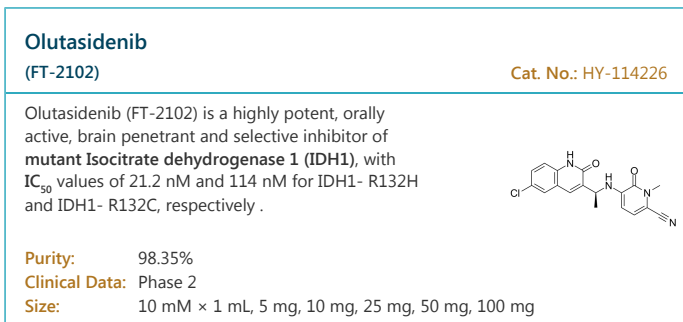 Olutasidenib
(FT-2102)
Cat. No.: HY-114226
Olutasidenib (FT-2102) is a highly potent, orally
active, brain penetrant and selective inhibitor of
mutant Isocitrate dehydrogenase 1 (IDH1), with
IC50 values of 21.2 nM and 114 nM for IDH1- R132H
and IDH1- R132C, respectively .
H
N
O
Cl
H
N
O
N
N
Purity: 98.35%
Clinical Data: Phase 2
Size: 10 mM × 1 mL, 5 mg, 10 mg, 25 mg, 50 mg, 100 mg